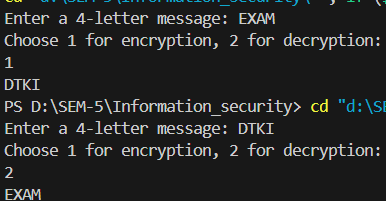 Enter a 4-letter message: EXAM
Choose 1 for encryption, 2 for decryption:
1
DTKI
PS D:\SEM-5\Information_security> cd "d:\SE
Enter a 4-letter message: DTKI
Choose 1 for encryption, 2 for decryption:
2
EXAM